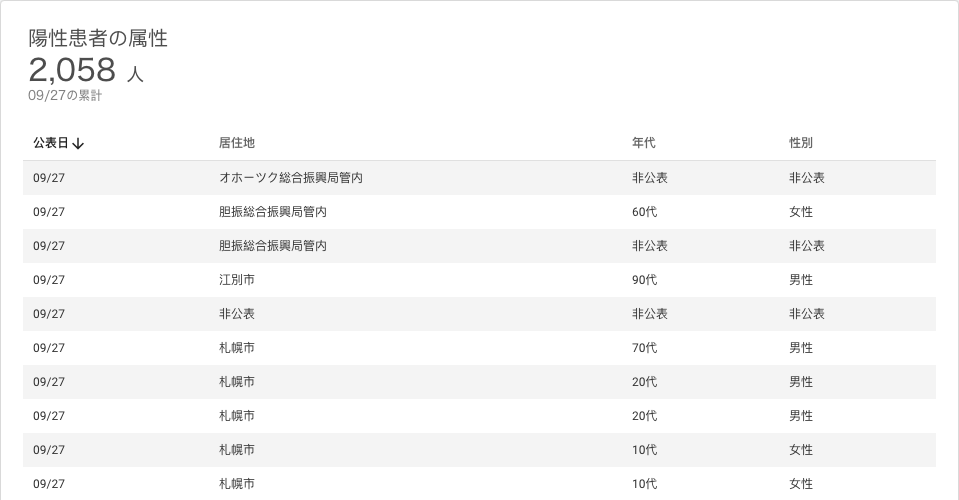 陽性患者の属性
2,058 人
09/27の累計
公表日↓ 居住地 年代 性別
09/27 オホーツク総合振興局管内 非公表 非公表
09/27 胆振総合振興局管内 60代 女性
09/27 胆振総合振興局管内 非公表 非公表
09/27 江別市 90代 男性
09/27 非公表 非公表 非公表
09/27 札幌市 70代 男性
09/27 札幌市 20代 男性
09/27 札幌市 20代 男性
09/27 札幌市 10代 女性
09/27 札幌市 10代 女性